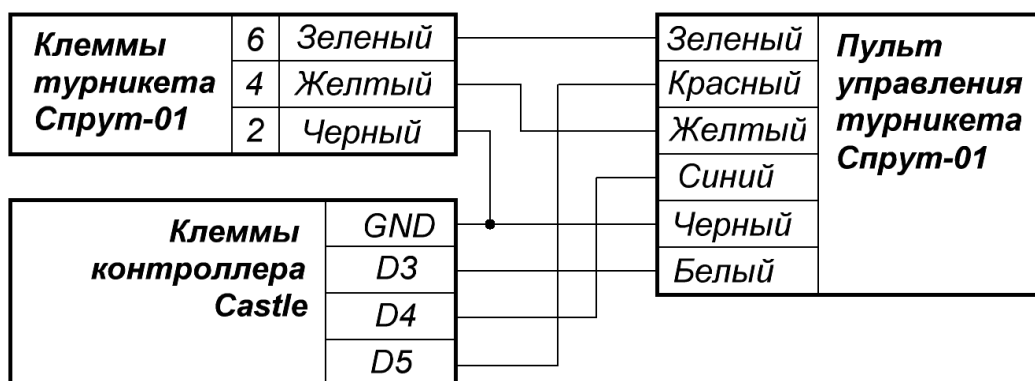 Клеммы
турникета
Спрут-01
6 Зеленый
4 Желтый
2 Черный
Клеммы
контроллера
Castle
GND
D3
D4
D5
Зеленый
Красный
Желтый
Синий
Черный
Белый
Пульт
управления
турникета
Спрут-01